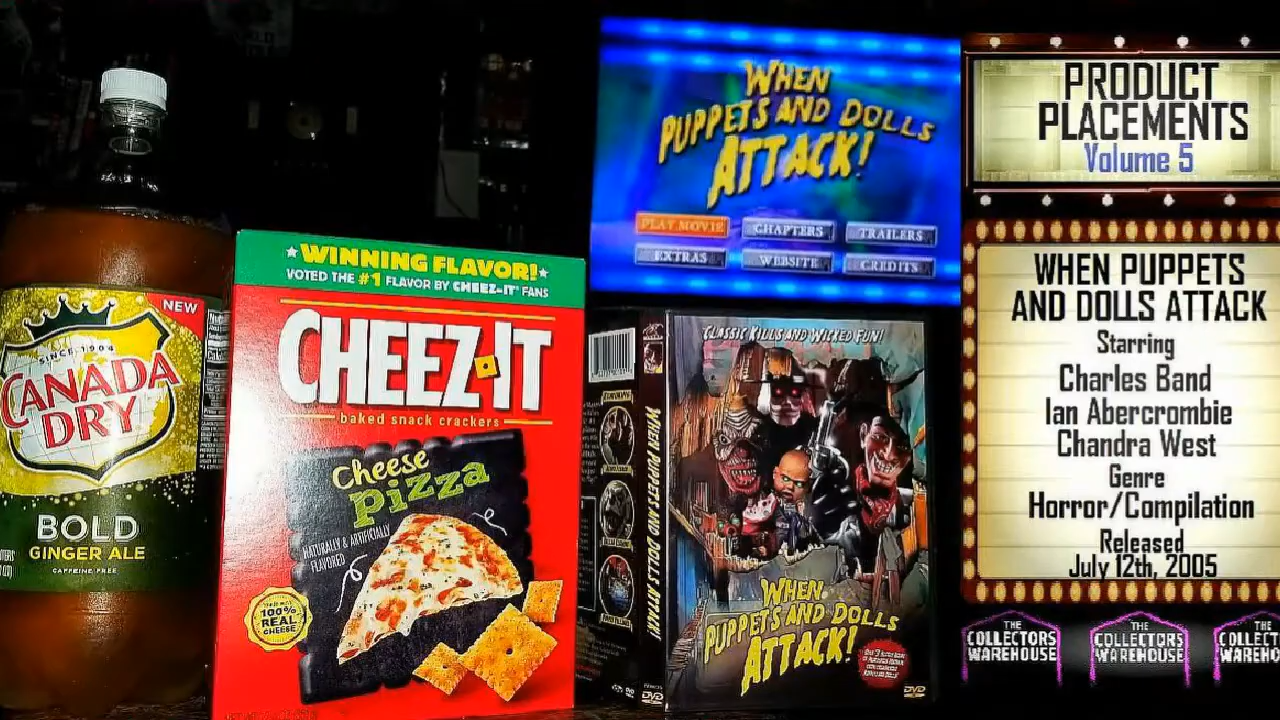 NEW
SINCE 1904
CANADA
DRY
BOLD
GINGER ALE
CAFFEINE FREE
WINNING FLAVOR!
VOTED THE #1 FLAVOR BY CHEEZ-IT® FANS
CHEEZ-IT
baked snack crackers
Cheese
pizza
NATURALLY & ARTIFICIALLY
FLAVORED
100%
REAL
CHEESE
WHEN
PUPPETS AND DOLLS
ATTACK!
PLAY MOVIE
CHAPTERS
TRAILERS
EXTRAS
WEBSITE
CREDITS
WHEN PUPPETS AND DOLLS ATTACK!
DVD
CLASSIC KILLS AND WICKED FUN!
WHEN
PUPPETS AND DOLLS
ATTACK!
DVD
PRODUCT
PLACEMENTS
Volume 5
WHEN PUPPETS
AND DOLLS ATTACK
Starring
Charles Band
Ian Abercrombie
Chandra West
Genre
Horror/Compilation
Released
July 12th, 2005
THE
COLLECTORS
WAREHOUSE
THE
COLLECTORS
WAREHOUSE
THE
COLLECT
WAREHO